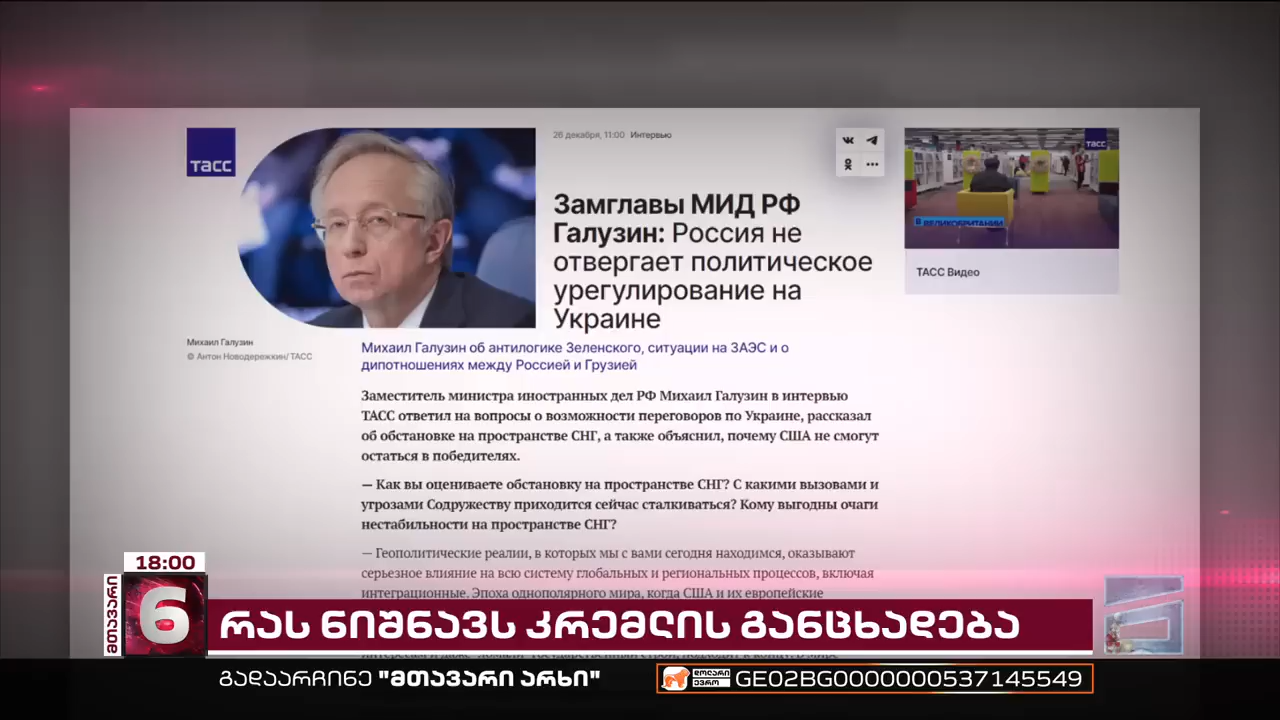 ТАСС
26 декабря, 11:00 Интервью
Замглавы МИД РФ
Галузин: Россия не
отвергает политическое
урегулирование на
Украине
ТАСС
В ВЕЛИКОБРИТАНИИ
ТАСС Видео
Михаил Галузин
© Антон Новодережкин/ТАСС
Михаил Галузин об антилогике Зеленского, ситуации на ЗАЭС и о
дипотношениях между Россией и Грузией
Заместитель министра иностранных дел РФ Михаил Галузин в интервью
ТАСС ответил на вопросы о возможности переговоров по Украине, рассказал
об обстановке на пространстве СНГ, а также объяснил, почему США не смогут
остаться в победителях.
— Как вы оцениваете обстановку на пространстве СНГ? С какими вызовами и
угрозами Содружеству приходится сейчас сталкиваться? Кому выгодны очаги
нестабильности на пространстве СНГ?
— Геополитические реалии, в которых мы с вами сегодня находимся, оказывают
серьезное влияние на всю систему глобальных и региональных процессов, включая
интеграционные. Эпоха однополярного мира, когда США и их европейские
18:00
მთავარი
6
რას ნიშნავს კრემლის განცხადება
გადაარჩინე "მთავარი არხი"
დოლარი
ევრო
GE02BG0000000537145549